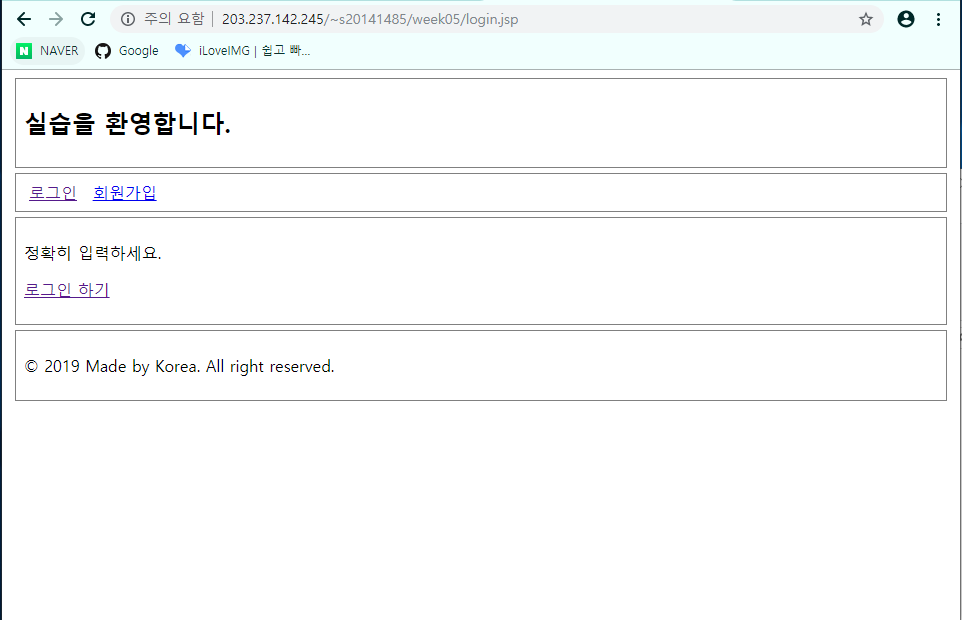 주의 요함 | 203.237.142.245/~s20141485/week05/login.jsp
N NAVER Google iLoveIMG | 쉽고 빠...
실습을 환영합니다.
로그인 회원가입
정확히 입력하세요.
로그인 하기
© 2019 Made by Korea. All right reserved.